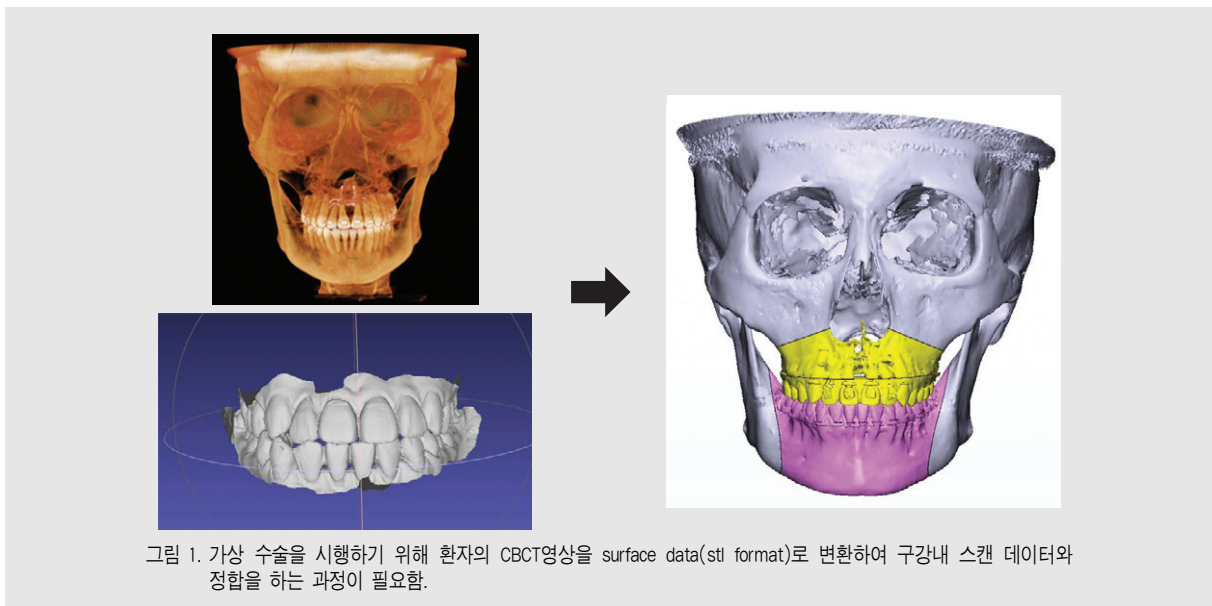 그림 1. 가상 수술을 시행하기 위해 환자의 CBCT영상을 surface data(stl format)로 변환하여 구강내 스캔 데이터와
정합을 하는 과정이 필요함.